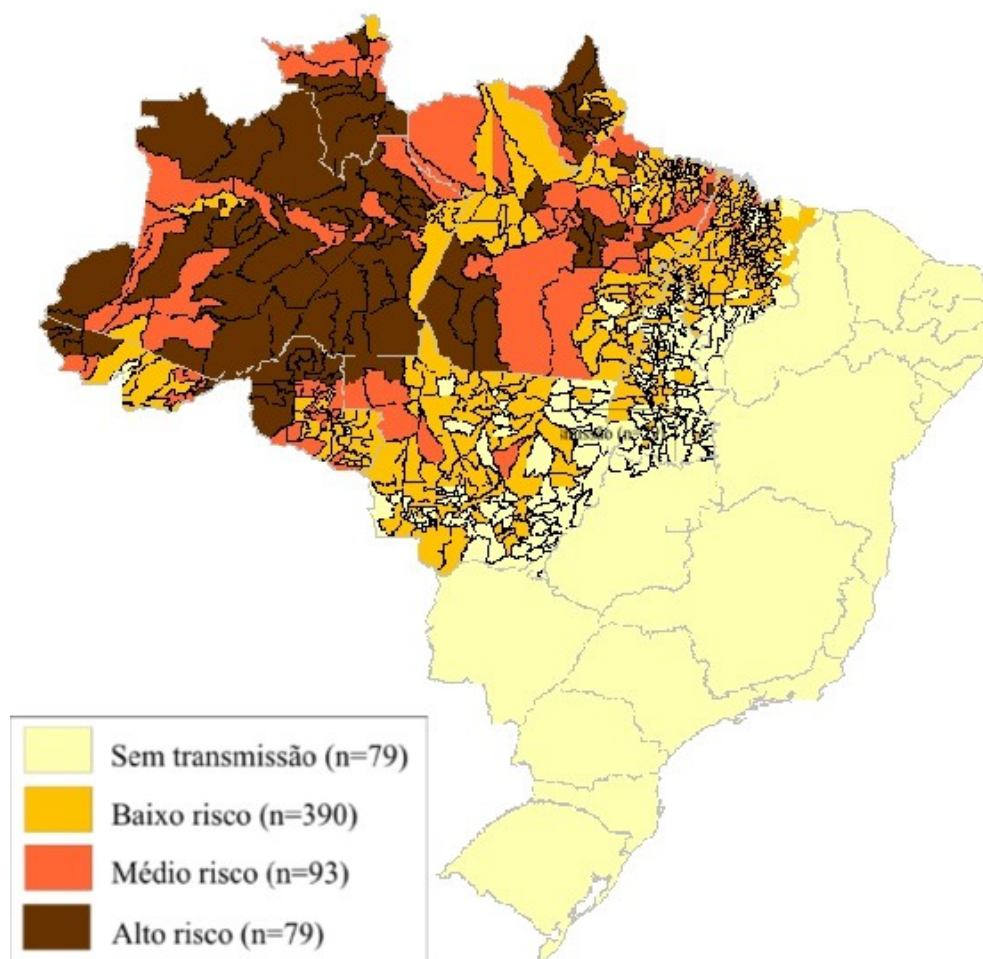 Sem transmissão (n=79)
Baixo risco (n=390)
Médio risco (n=93)
Alto risco (n=79)